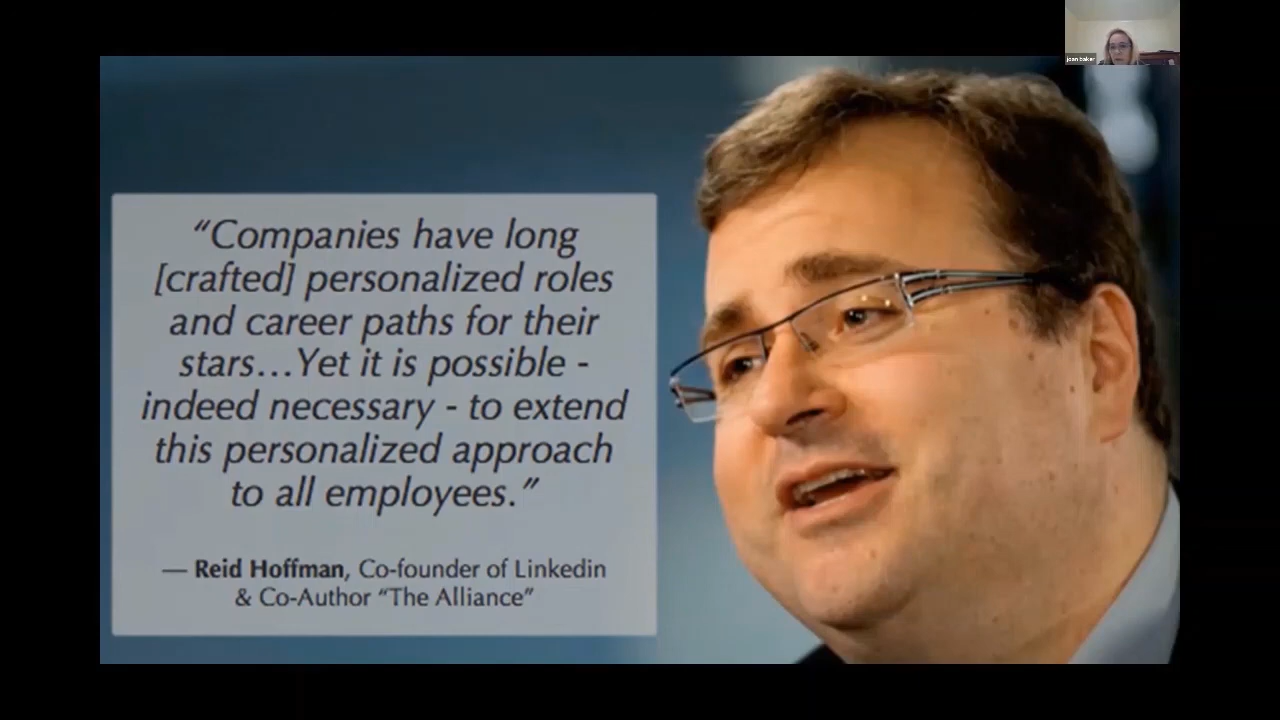 joan baker
“Companies have long
[crafted] personalized roles
and career paths for their
stars…Yet it is possible -
indeed necessary - to extend
this personalized approach
to all employees.”
— Reid Hoffman, Co-founder of Linkedin
& Co-Author “The Alliance”